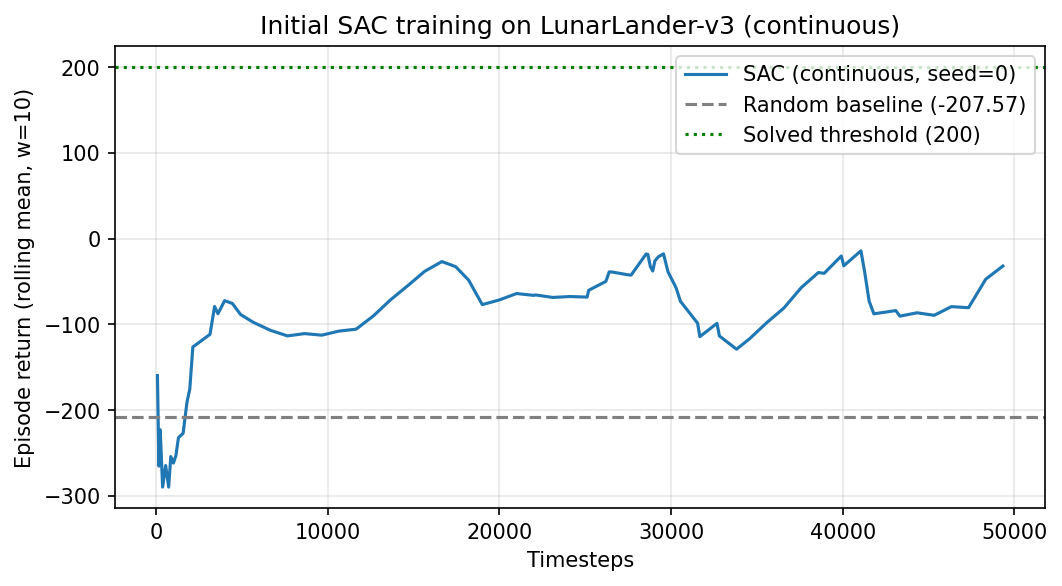 Initial SAC training on LunarLander-v3 (continuous)
Episode return (rolling mean, w=10)
200
100
0
−100
−200
−300
SAC (continuous, seed=0)
Random baseline (-207.57)
Solved threshold (200)
0
10000
20000
30000
40000
50000
Timesteps